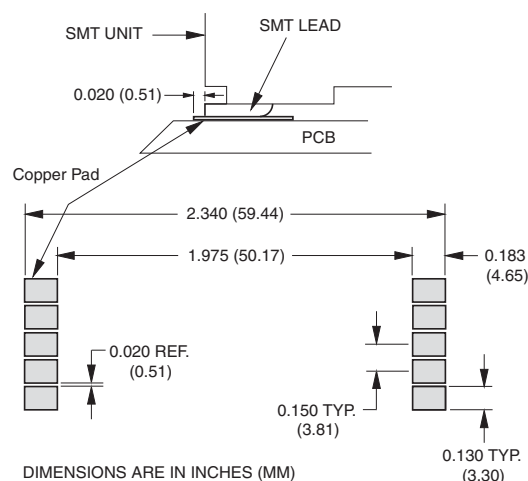 SMT UNIT
SMT LEAD
0.020 (0.51)
PCB
Copper Pad
2.340 (59.44)
1.975 (50.17)
0.183
(4.65)
0.020 REF.
(0.51)
0.150 TYP.
(3.81)
0.130 TYP.
(3.30)
DIMENSIONS ARE IN INCHES (MM)